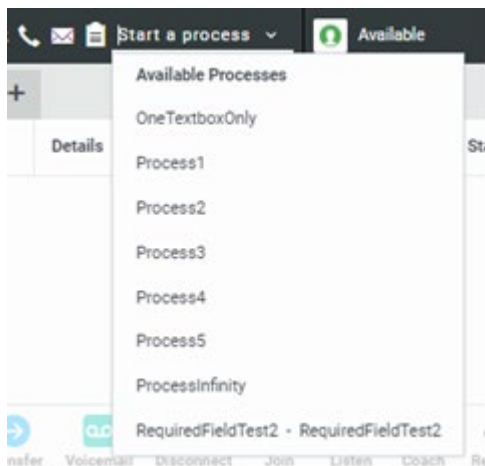 Start a process
Available
Available Processes
OneTextboxOnly
Details
Process1
Process2
Process3
Process4
Process5
ProcessInfinity
RequiredFieldTest2 - RequiredFieldTest2
Voicemail Disconnect Join Listen Coach